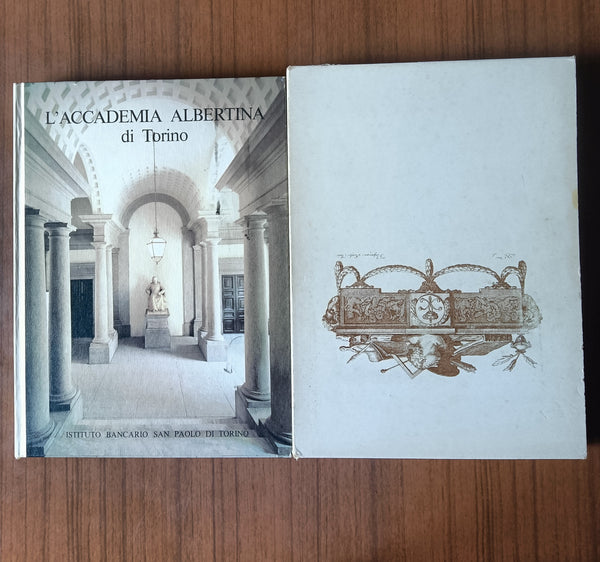 L'ACCADEMIA ALBERTINA
di Torino
ISTITUTO BANCARIO SAN PAOLO DI TORINO